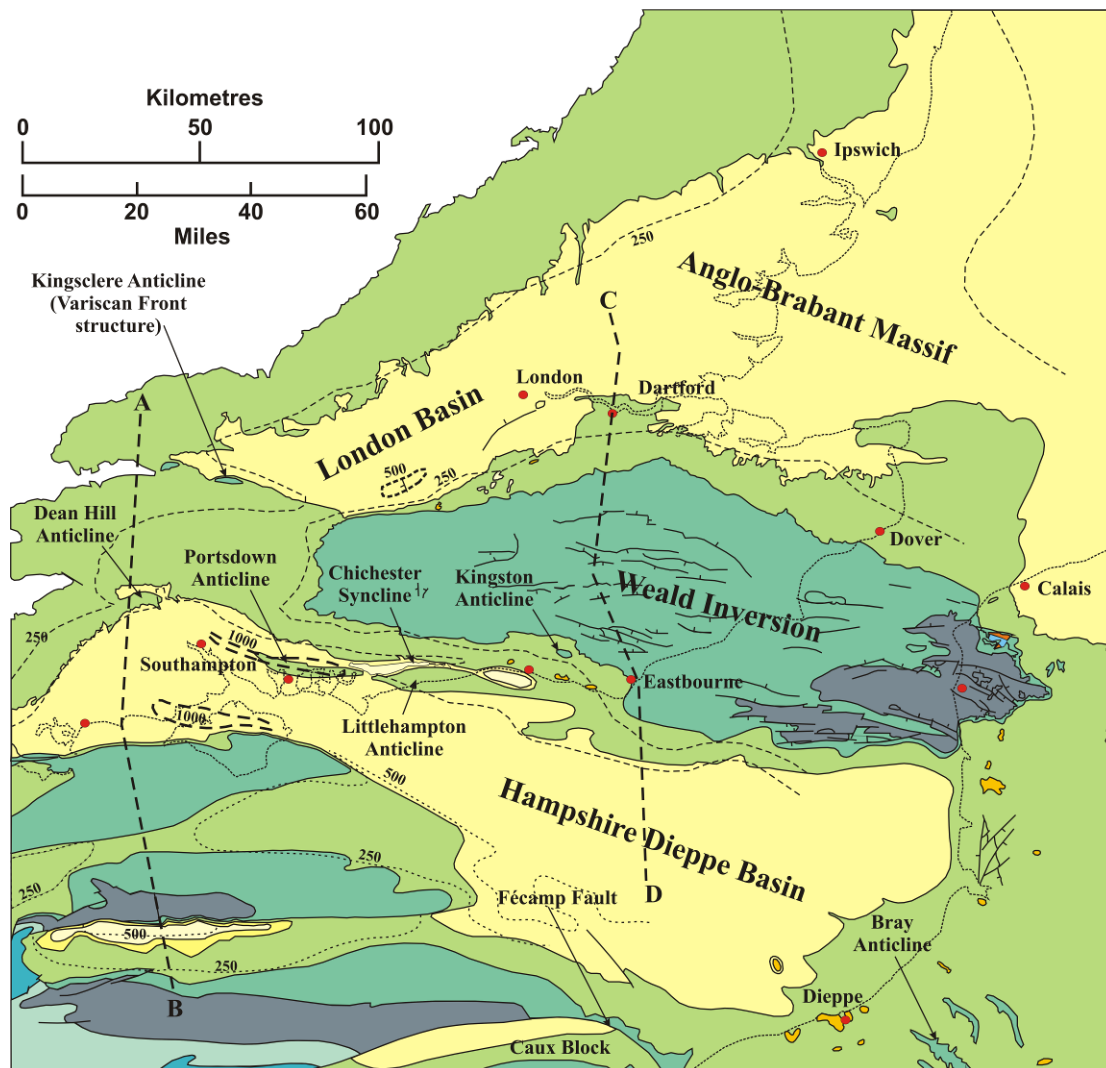 Kilometres
0 50 100
0 20 40 60
Miles
Ipswich
250
Kingsclere Anticline
(Variscan Front
structure)
Anglo-Brabant Massif
C
London
Dartford
A
London Basin
500
250
Dean Hill
Anticline
Portsdown
Anticline
Chichester
Syncline
Kingston
Anticline
Dover
Weald Inversion
Calais
250
1000
Southampton
Eastbourne
1000
Littlehampton
Anticline
500
Hampshire Dieppe Basin
250
250
D
Fécamp Fault
500
Bray
Anticline
250
B
Dieppe
Caux Block